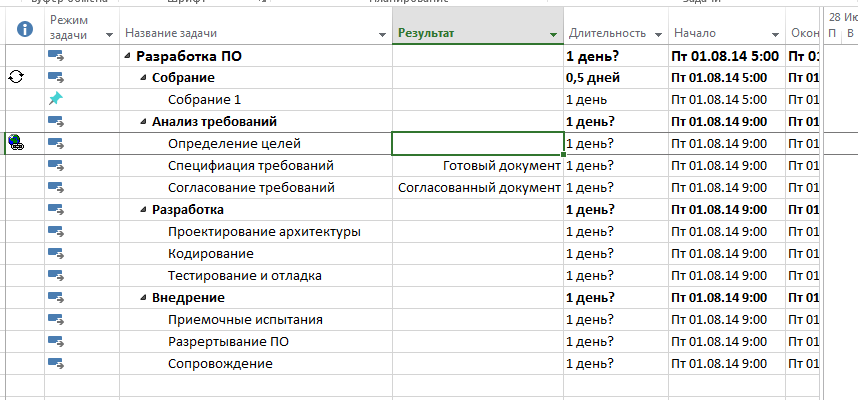 Буфер обмена Шрифт Планирование Задачи
Режим задачи Название задачи Результат Длительность Начало Окон 28 Ию
П В
Разработка ПО 1 день? Пт 01.08.14 5:00 Пт 01
Собрание 0,5 дней Пт 01.08.14 5:00 Пт 01
Собрание 1 1 день Пт 01.08.14 5:00 Пт 01
Анализ требований 1 день? Пт 01.08.14 9:00 Пт 01
Определение целей 1 день? Пт 01.08.14 9:00 Пт 01
Специфиация требований Готовый документ 1 день? Пт 01.08.14 9:00 Пт 01
Согласование требований Согласованный документ 1 день? Пт 01.08.14 9:00 Пт 01
Разработка 1 день? Пт 01.08.14 9:00 Пт 01
Проектирование архитектуры 1 день? Пт 01.08.14 9:00 Пт 01
Кодирование 1 день? Пт 01.08.14 9:00 Пт 01
Тестирование и отладка 1 день? Пт 01.08.14 9:00 Пт 01
Внедрение 1 день? Пт 01.08.14 9:00 Пт 01
Приемочные испытания 1 день? Пт 01.08.14 9:00 Пт 01
Разрертывание ПО 1 день? Пт 01.08.14 9:00 Пт 01
Сопровождение 1 день? Пт 01.08.14 9:00 Пт 01